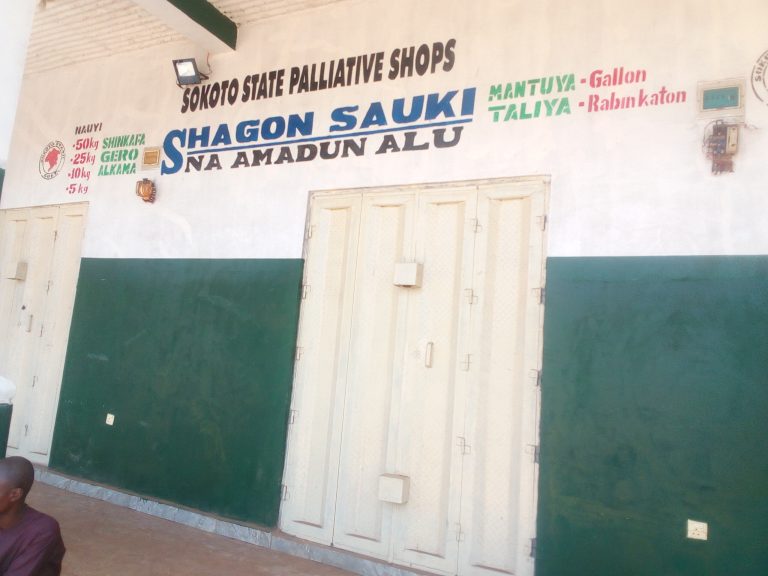 SOKOTO STATE PALLIATIVE SHOPS
SHAGON SAUKI
NA AMADUN ALU
NAUYI
• 50kg SHINKAFA
• 25kg GERO
• 10kg ALKAMA
• 5kg
MANTUYA - Gallon
TALIYA - Rabin katon